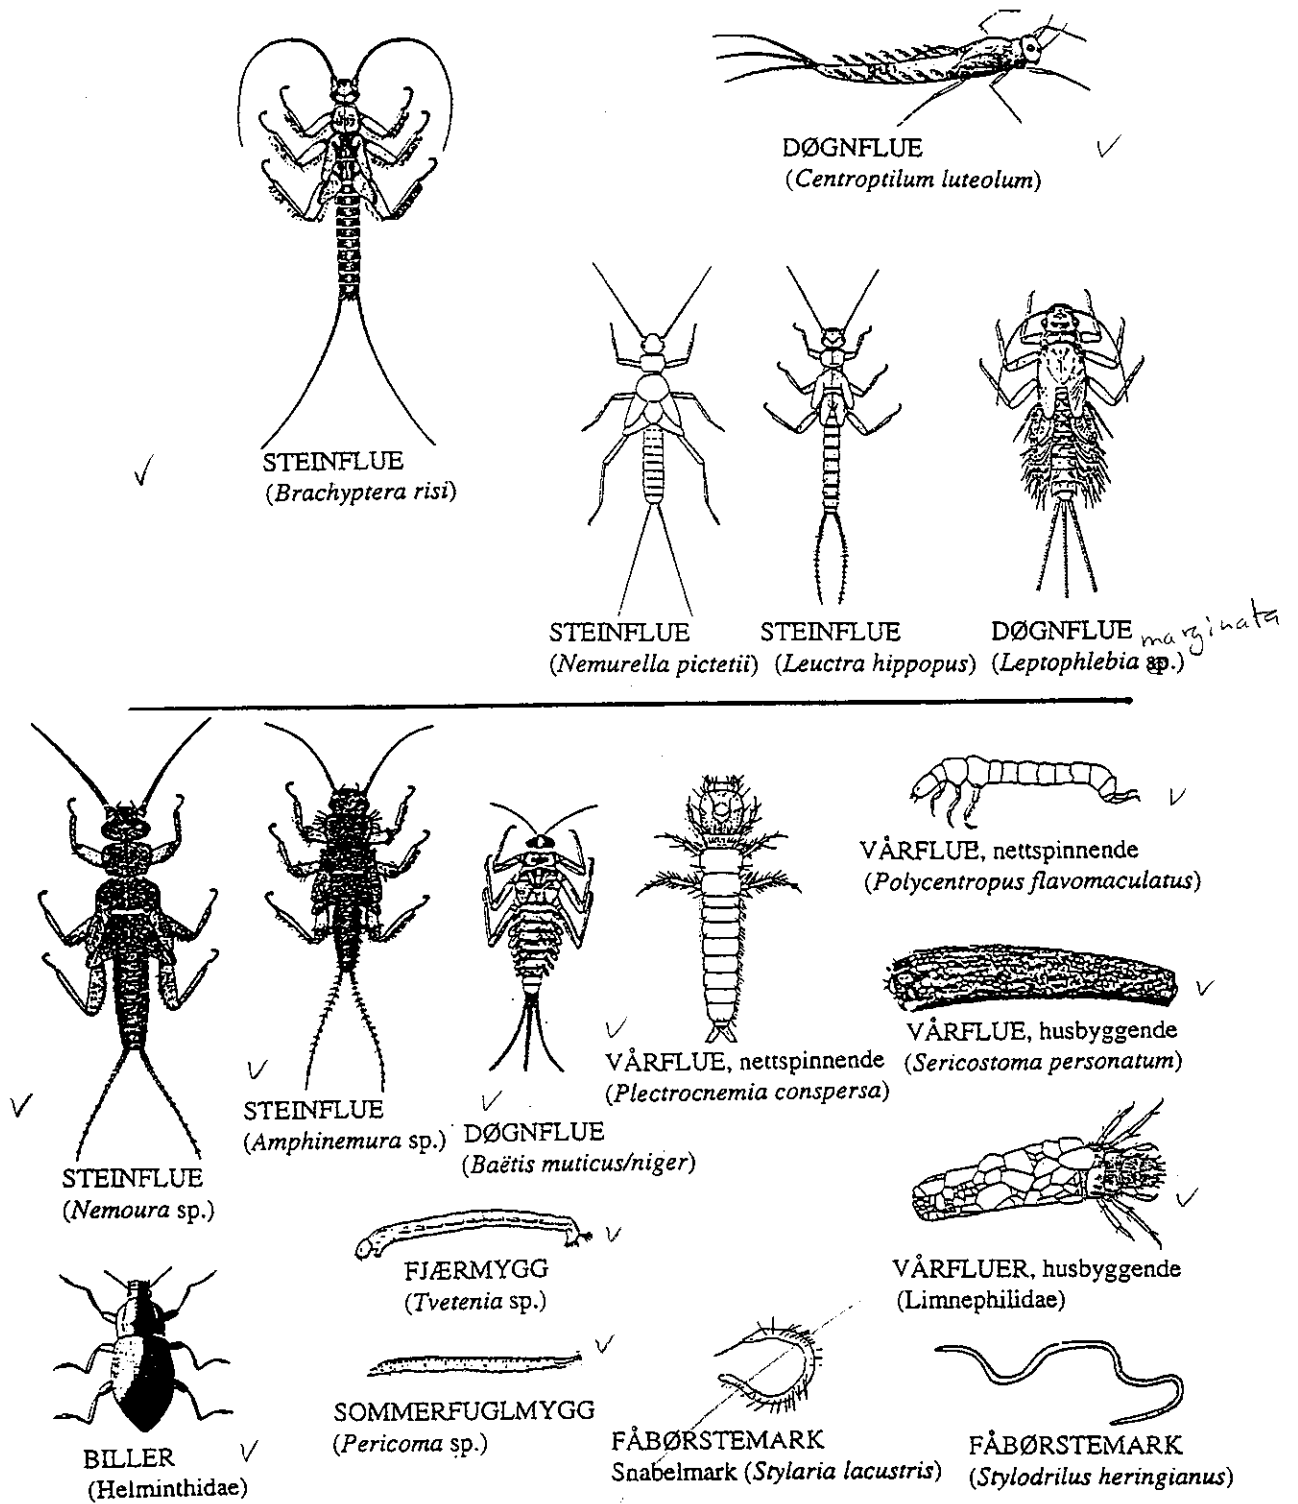 DØGNFLUE
(Centroptilum luteolum)
STEINFLUE
(Brachyptera risi)
STEINFLUE
(Nemurella pictetii)
STEINFLUE
(Leuctra hippopus)
DØGNFLUE
(Leptophlebia sp.)
marginata
VÅRFLUE, nettspinnende
(Polycentropus flavomaculatus)
VÅRFLUE, husbyggende
(Sericostoma personatum)
VÅRFLUE, nettspinnende
(Plectrocnemia conspersa)
STEINFLUE
(Amphinemura sp.)
DØGNFLUE
(Baëtis muticus/niger)
STEINFLUE
(Nemoura sp.)
FJÆRMYGG
(Tvetenia sp.)
VÅRFLUER, husbyggende
(Limnephilidae)
SOMMERFUGLMYGG
(Pericoma sp.)
BILLER
(Helminthidae)
FÅBØRSTEMARK
Snabelmark (Stylaria lacustris)
FÅBØRSTEMARK
(Stylodrilus heringianus)